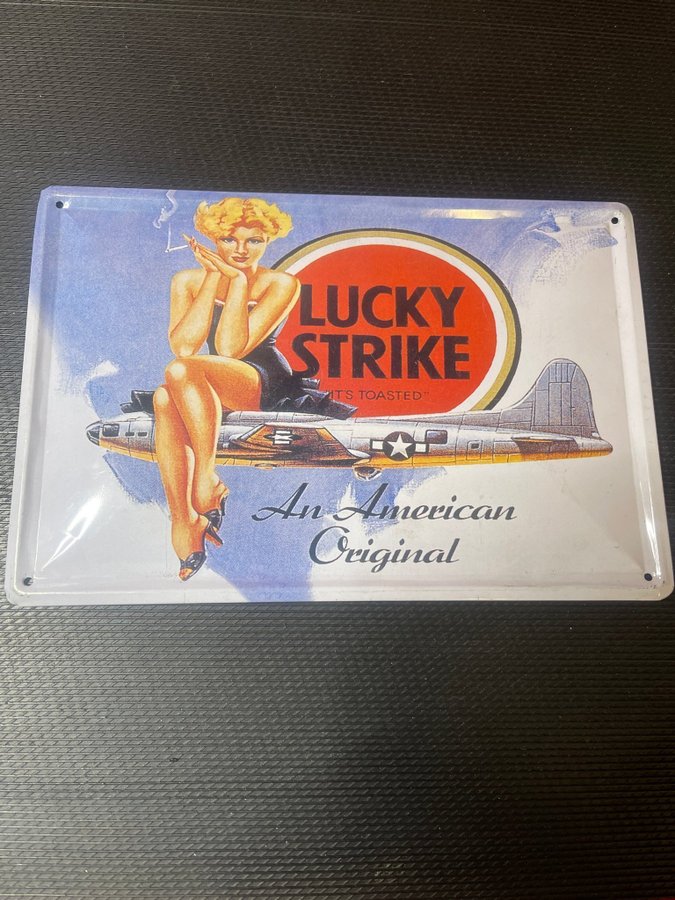 LUCKY
STRIKE
"IT'S TOASTED"
An American
Original